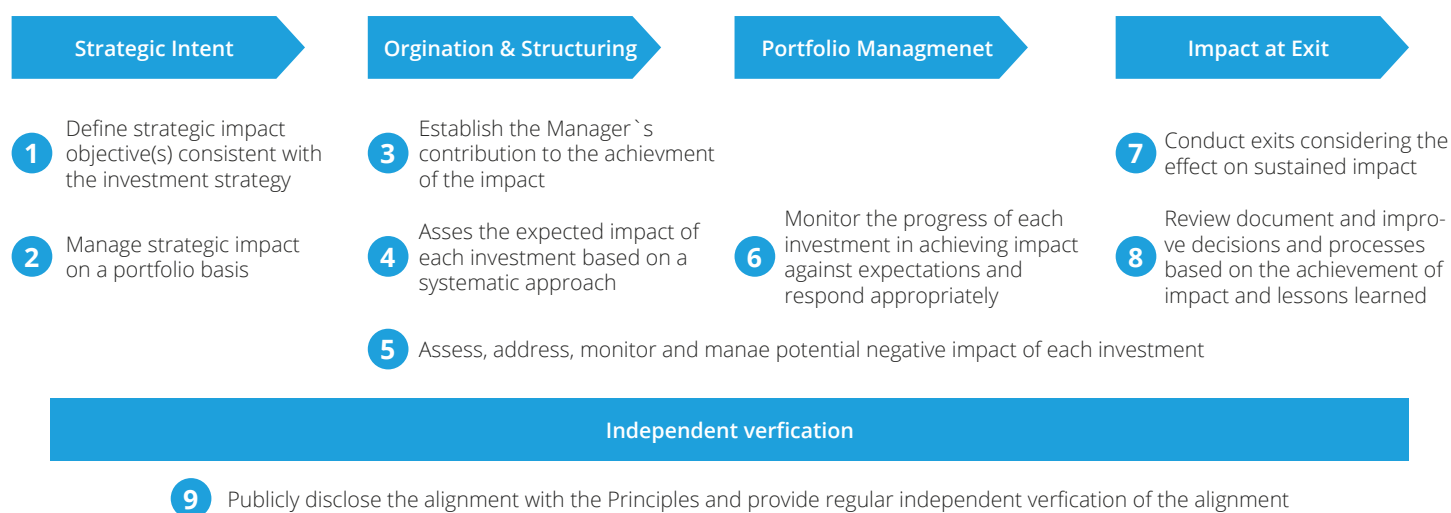 Strategic Intent
Orgination & Structuring
Portfolio Managmenet
Impact at Exit
1
Define strategic impact
objective(s) consistent with
the investment strategy
2
Manage strategic impact
on a portfolio basis
3
Establish the Manager`s
contribution to the achievment
of the impact
4
Asses the expected impact of
each investment based on a
systematic approach
6
Monitor the progress of each
investment in achieving impact
against expectations and
respond appropriately
7
Conduct exits considering the
effect on sustained impact
8
Review document and impro-
ve decisions and processes
based on the achievement of
impact and lessons learned
5
Assess, address, monitor and manae potential negative impact of each investment
Independent verfication
9
Publicly disclose the alignment with the Principles and provide regular independent verfication of the alignment